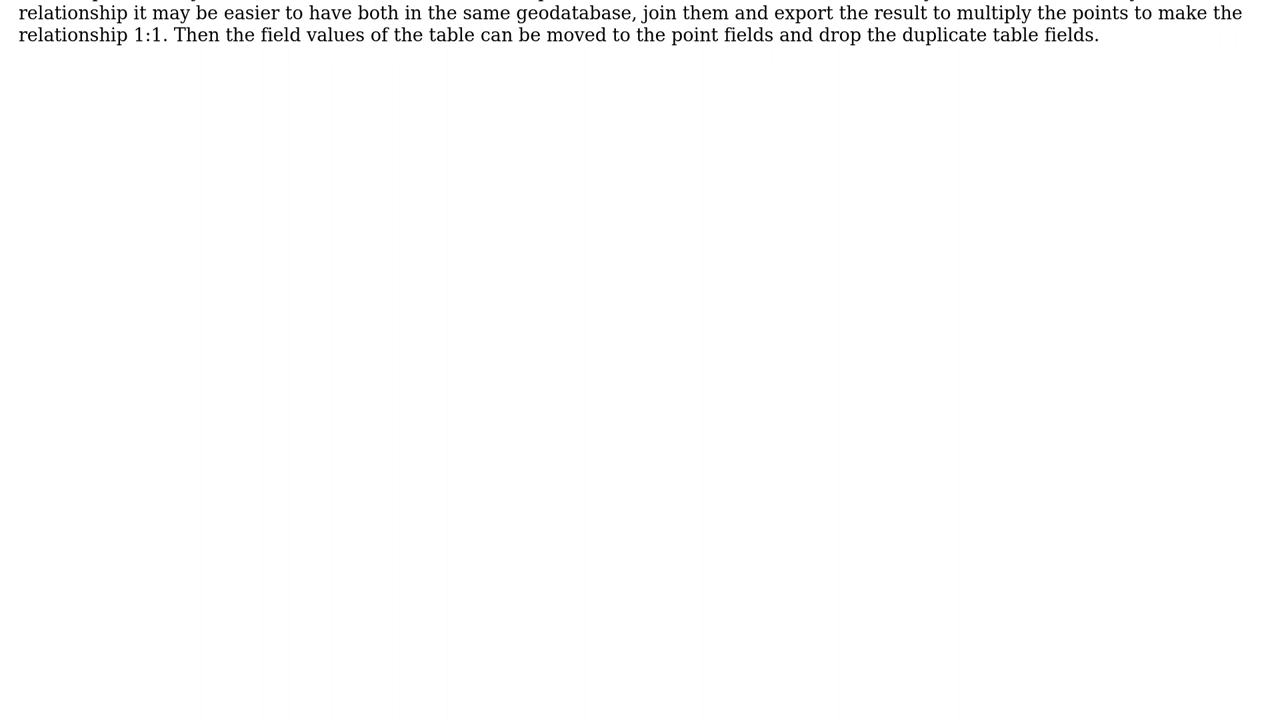 relationship it may be easier to have both in the same geodatabase, join them and export the result to multiply the points to make the
relationship 1:1. Then the field values of the table can be moved to the point fields and drop the duplicate table fields.